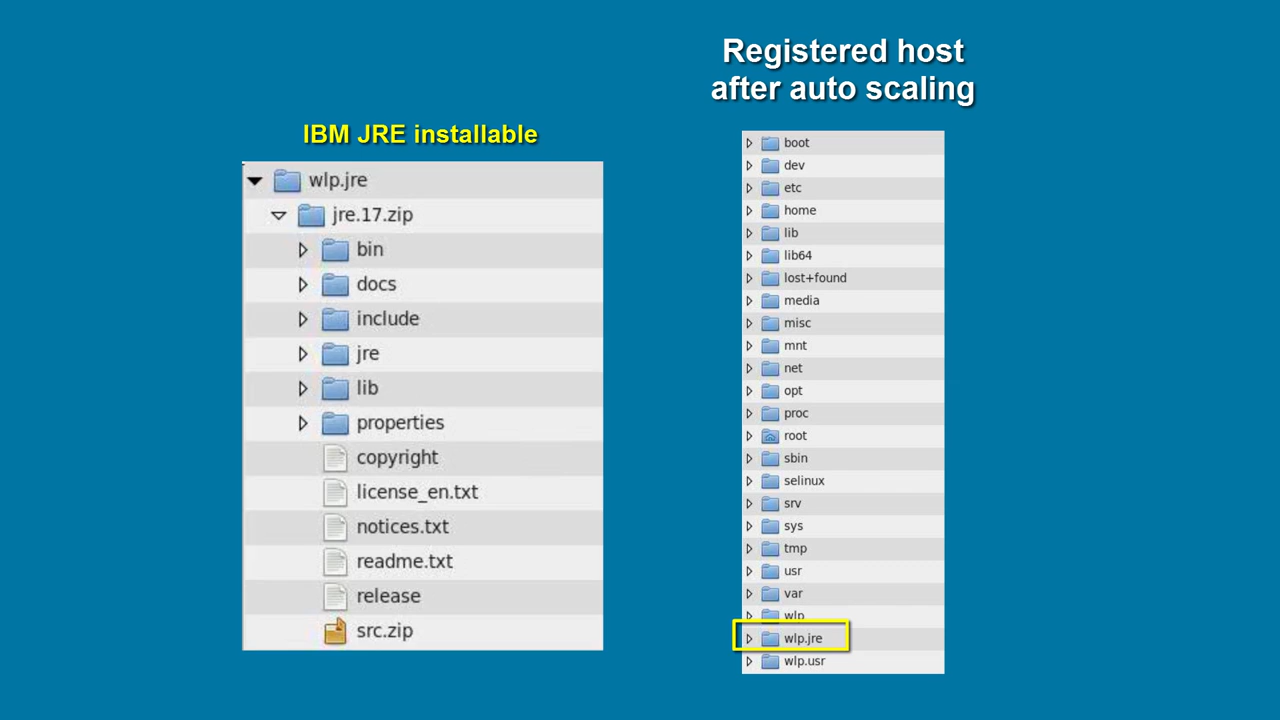 Registered host
after auto scaling
IBM JRE installable
wlp.jre
jre.17.zip
bin
docs
include
jre
lib
properties
copyright
license_en.txt
notices.txt
readme.txt
release
src.zip
boot
dev
etc
home
lib
lib64
lost+found
media
misc
mnt
net
opt
proc
root
sbin
selinux
srv
sys
tmp
usr
var
wlp
wlp.jre
wlp.usr